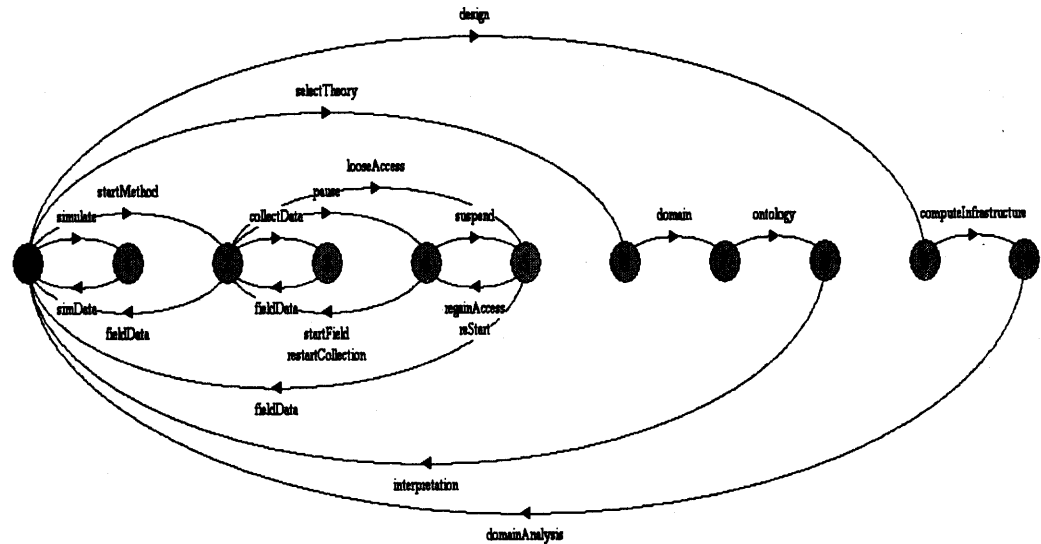 design
selectTheory
looseAccess
startMethod
pause
simulate
collectData
suspend
domain
ontology
computeInfrastructure
simData
fieldData
fieldData
regainAccess
startField
reStart
restartCollection
fieldData
interpretation
domainAnalysis